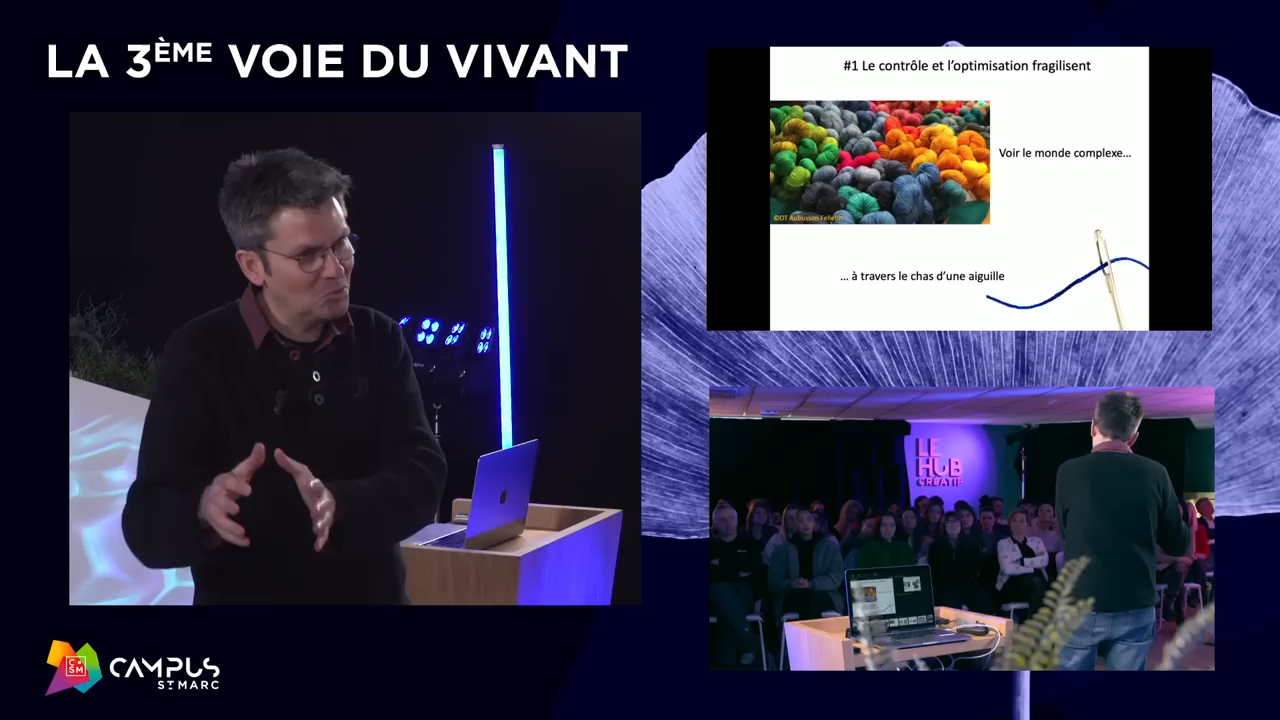 LA 3ÈME VOIE DU VIVANT
#1 Le contrôle et l'optimisation fragilisent
Voir le monde complexe...
©OT Aubusson Felletin
... à travers le chas d'une aiguille
LE
HUB
CRÉATIF
C.
SM
CAMPUS
ST MARC